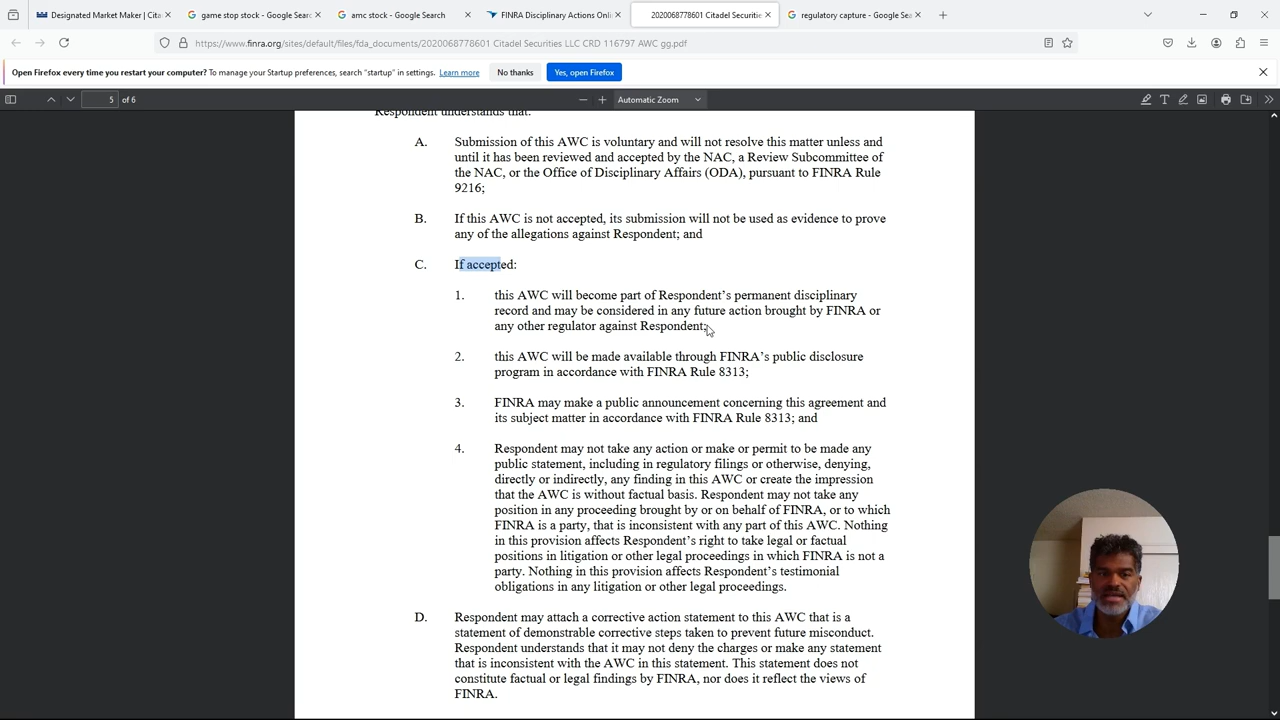 Designated Market Maker | Cita
game stop stock - Google Search
amc stock - Google Search
FINRA Disciplinary Actions Onli
2020068778601 Citadel Securitie
regulatory capture - Google Sea
https://www.finra.org/sites/default/files/fda_documents/2020068778601 Citadel Securities LLC CRD 116797 AWC gg.pdf
Open Firefox every time you restart your computer? To manage your Startup preferences, search “startup” in settings. Learn more No thanks Yes, open Firefox
5 of 6 Automatic Zoom
Respondent understands that:
A. Submission of this AWC is voluntary and will not resolve this matter unless and
until it has been reviewed and accepted by the NAC, a Review Subcommittee of
the NAC, or the Office of Disciplinary Affairs (ODA), pursuant to FINRA Rule
9216;
B. If this AWC is not accepted, its submission will not be used as evidence to prove
any of the allegations against Respondent; and
C. If accepted:
1. this AWC will become part of Respondent’s permanent disciplinary
record and may be considered in any future action brought by FINRA or
any other regulator against Respondent;
2. this AWC will be made available through FINRA’s public disclosure
program in accordance with FINRA Rule 8313;
3. FINRA may make a public announcement concerning this agreement and
its subject matter in accordance with FINRA Rule 8313; and
4. Respondent may not take any action or make or permit to be made any
public statement, including in regulatory filings or otherwise, denying,
directly or indirectly, any finding in this AWC or create the impression
that the AWC is without factual basis. Respondent may not take any
position in any proceeding brought by or on behalf of FINRA, or to which
FINRA is a party, that is inconsistent with any part of this AWC. Nothing
in this provision affects Respondent’s right to take legal or factual
positions in litigation or other legal proceedings in which FINRA is not a
party. Nothing in this provision affects Respondent’s testimonial
obligations in any litigation or other legal proceedings.
D. Respondent may attach a corrective action statement to this AWC that is a
statement of demonstrable corrective steps taken to prevent future misconduct.
Respondent understands that it may not deny the charges or make any statement
that is inconsistent with the AWC in this statement. This statement does not
constitute factual or legal findings by FINRA, nor does it reflect the views of
FINRA.